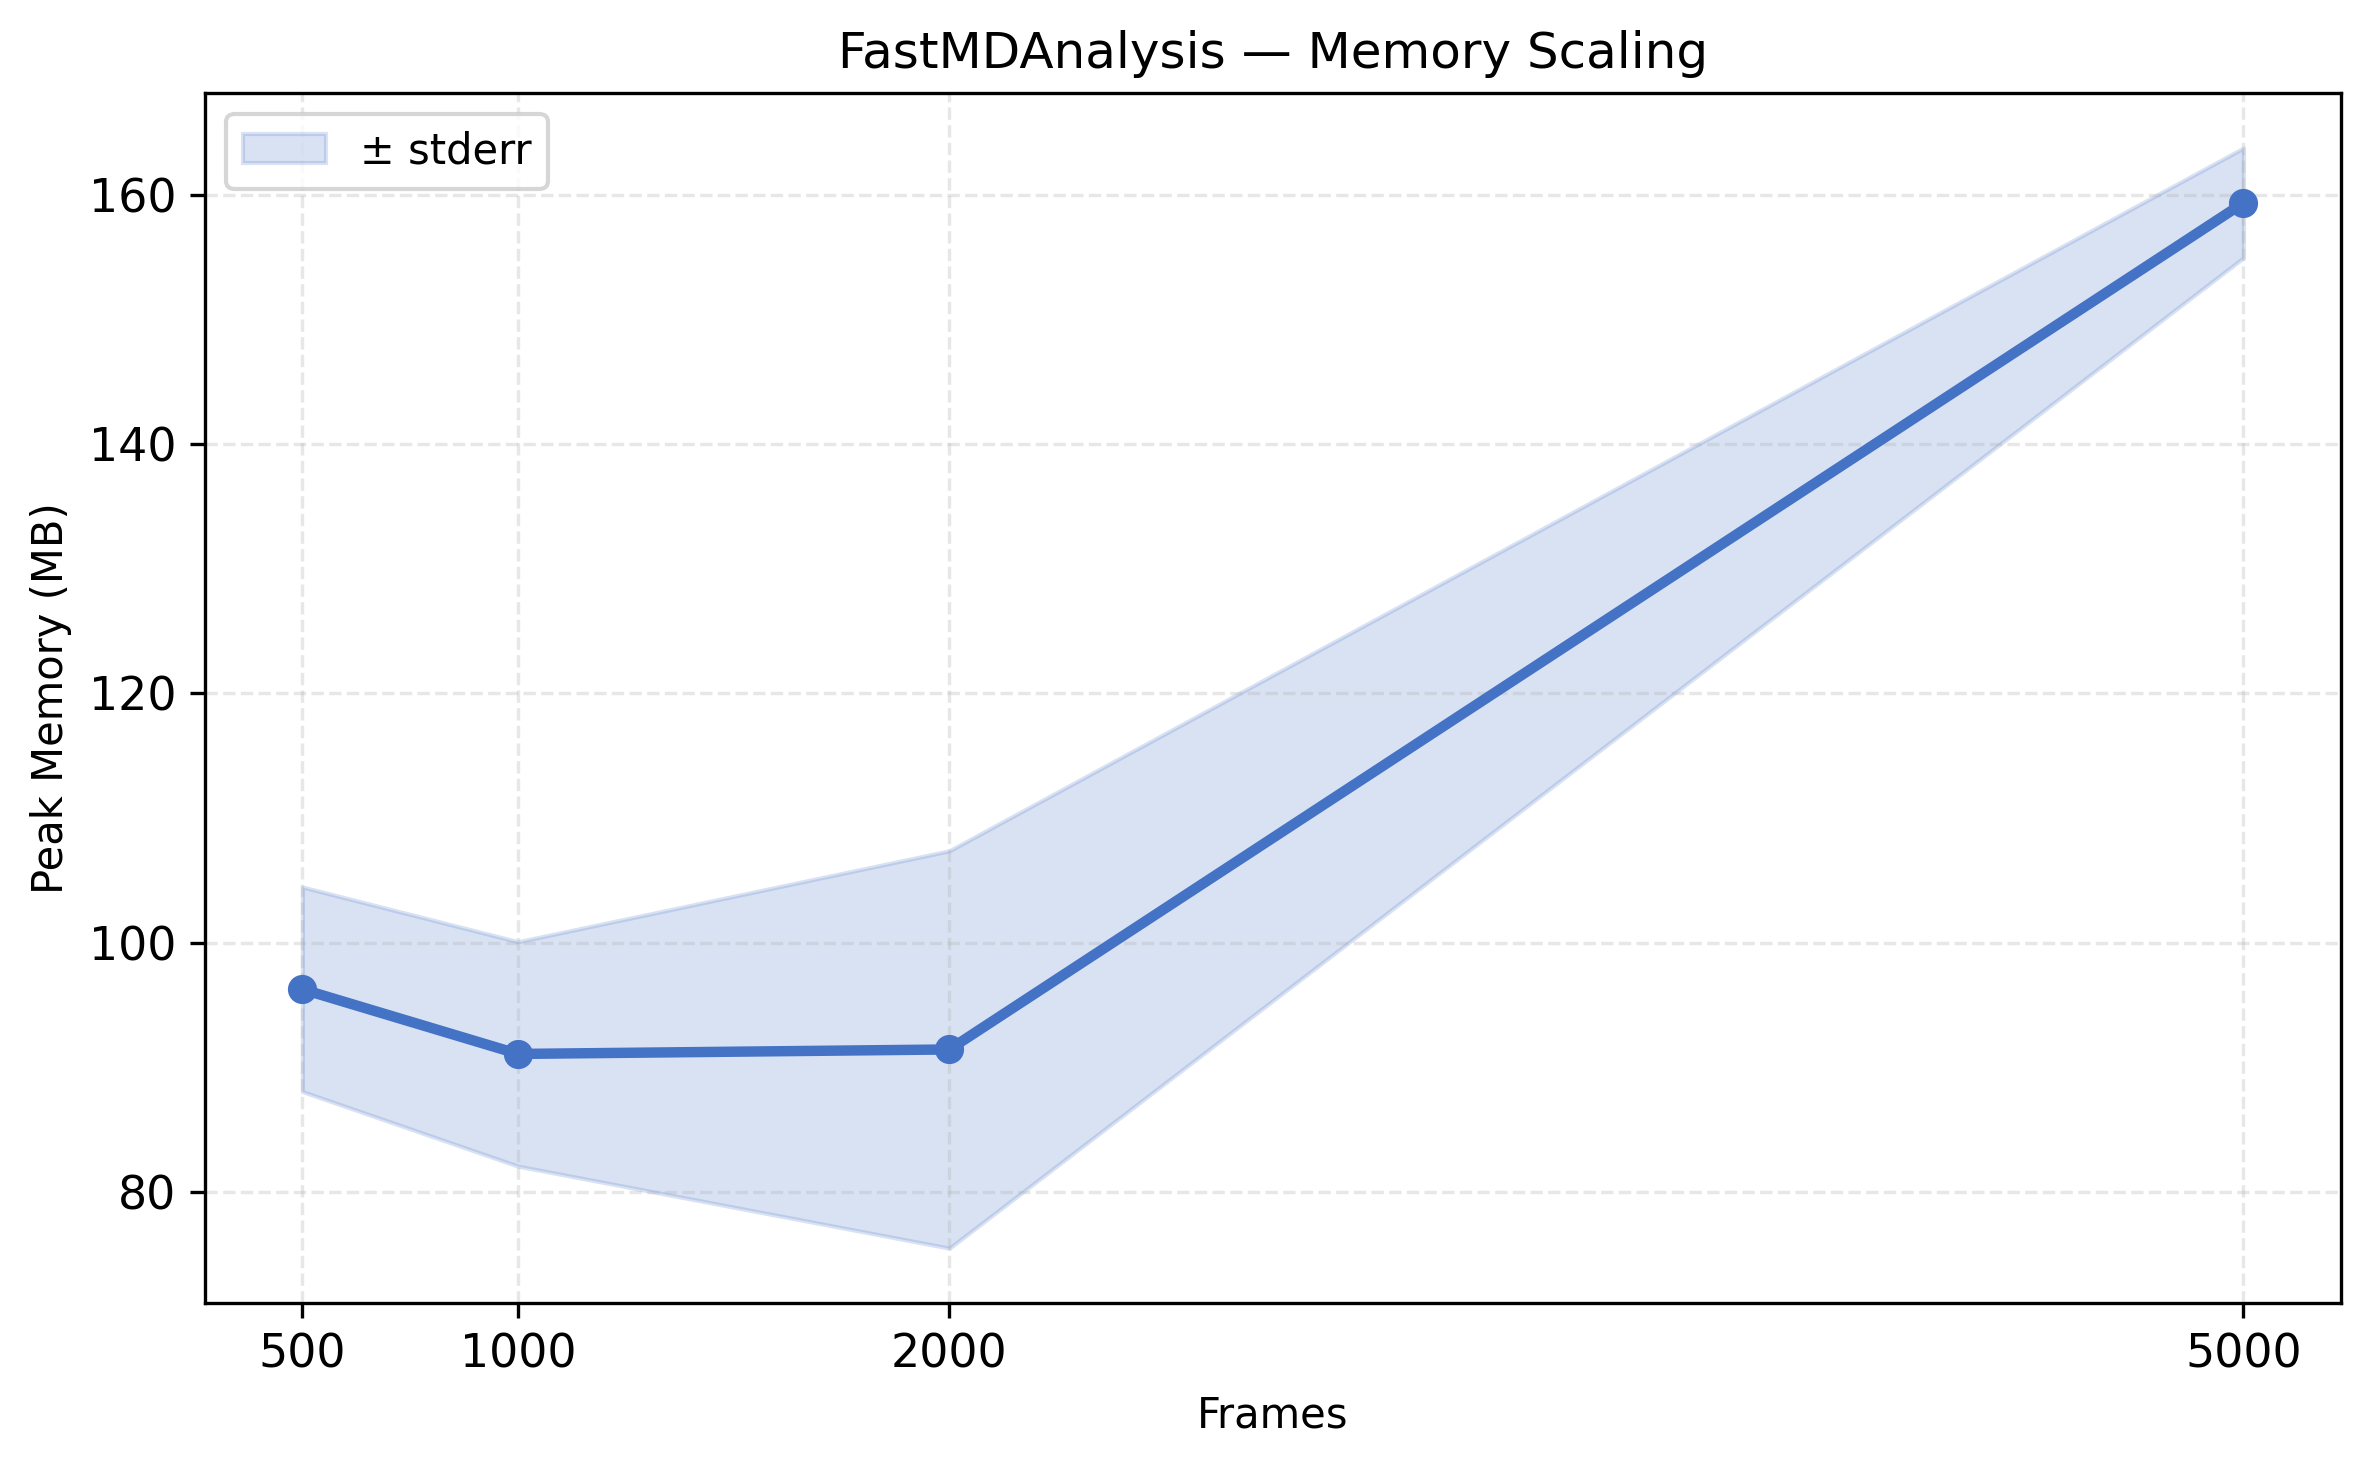 FastMDAnalysis — Memory Scaling
± stderr
Peak Memory (MB)
160
140
120
100
80
500 1000 2000 5000
Frames